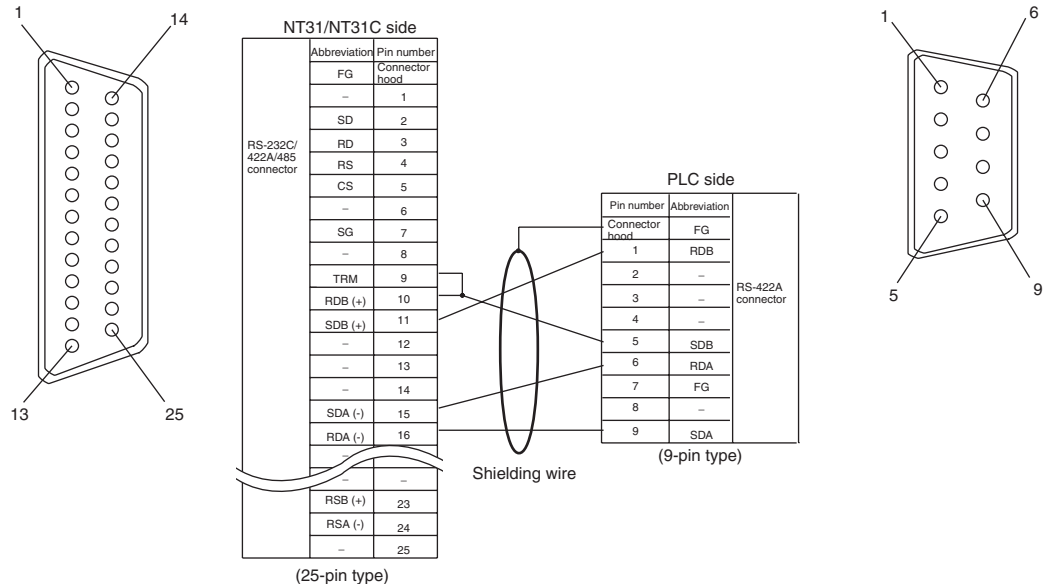 1
14
13
25
NT31/NT31C side
RS-232C/
422A/485
connector
Abbreviation Pin number
FG Connector
hood
– 1
SD 2
RD 3
RS 4
CS 5
– 6
SG 7
– 8
TRM 9
RDB (+) 10
SDB (+) 11
– 12
– 13
– 14
SDA (-) 15
RDA (-) 16
–
– –
RSB (+) 23
RSA (-) 24
– 25
(25-pin type)
Shielding wire
PLC side
Pin number Abbreviation
Connector
hood FG
1 RDB
2 –
3 –
4 –
5 SDB
6 RDA
7 FG
8 –
9 SDA
RS-422A
connector
(9-pin type)
1
6
5
9